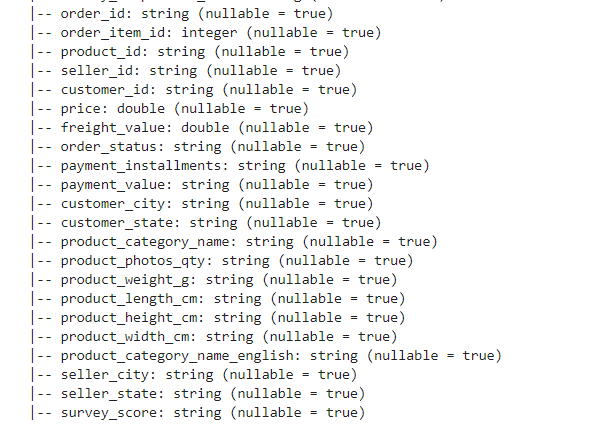 |-- order_id: string (nullable = true)
|-- order_item_id: integer (nullable = true)
|-- product_id: string (nullable = true)
|-- seller_id: string (nullable = true)
|-- customer_id: string (nullable = true)
|-- price: double (nullable = true)
|-- freight_value: double (nullable = true)
|-- order_status: string (nullable = true)
|-- payment_installments: string (nullable = true)
|-- payment_value: string (nullable = true)
|-- customer_city: string (nullable = true)
|-- customer_state: string (nullable = true)
|-- product_category_name: string (nullable = true)
|-- product_photos_qty: string (nullable = true)
|-- product_weight_g: string (nullable = true)
|-- product_length_cm: string (nullable = true)
|-- product_height_cm: string (nullable = true)
|-- product_width_cm: string (nullable = true)
|-- product_category_name_english: string (nullable = true)
|-- seller_city: string (nullable = true)
|-- seller_state: string (nullable = true)
|-- survey_score: string (nullable = true)